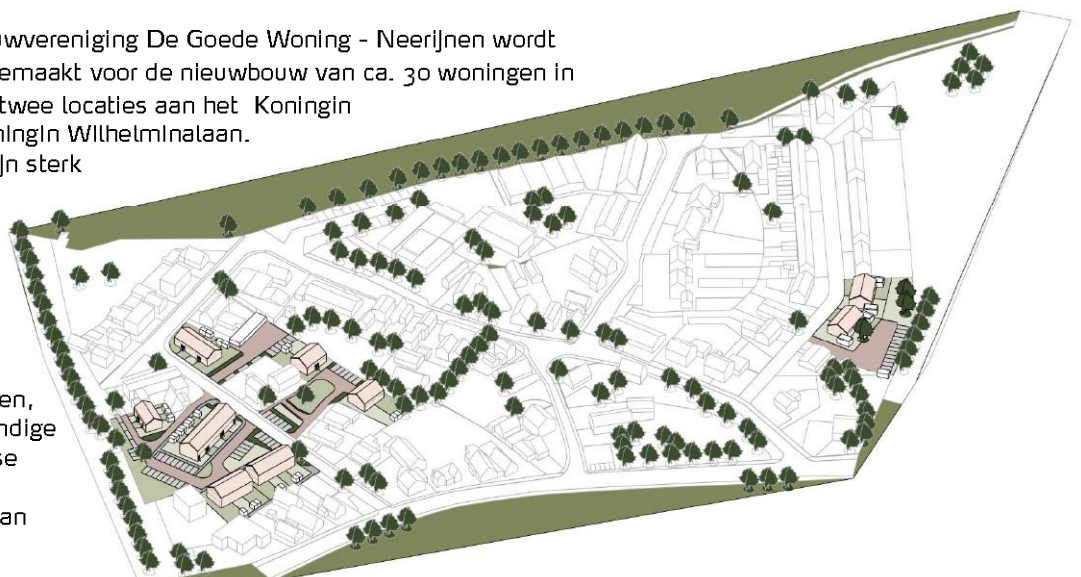 uwvereniging De Goede Woning - Neerijnen wordt
emaakt voor de nieuwbouw van ca. 30 woningen in
twee locaties aan het Koningin
ningin Wilhelminalaan.
ijn sterk
en,
ndige
se
an